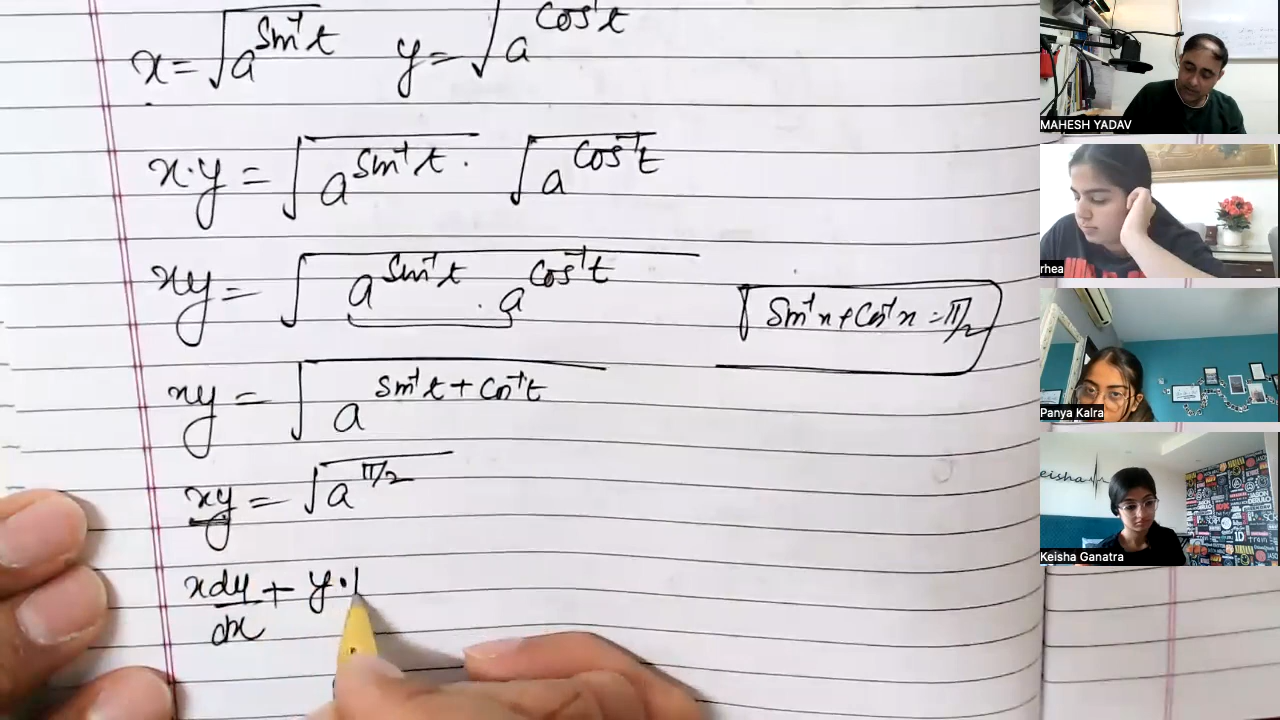 x = √a^Sin⁻¹t    y = √a^Cos⁻¹t
x·y = √a^Sin⁻¹t · √a^Cos⁻¹t
xy = √a^Sin⁻¹t · a^Cos⁻¹t
Sin⁻¹x + Cos⁻¹x = π/2
xy = √a^Sin⁻¹t + Cos⁻¹t
xy = √a^π/2
x dy/dx + y·1
MAHESH YADAV
rhea
Panya Kalra
Keisha Ganatra
keisha